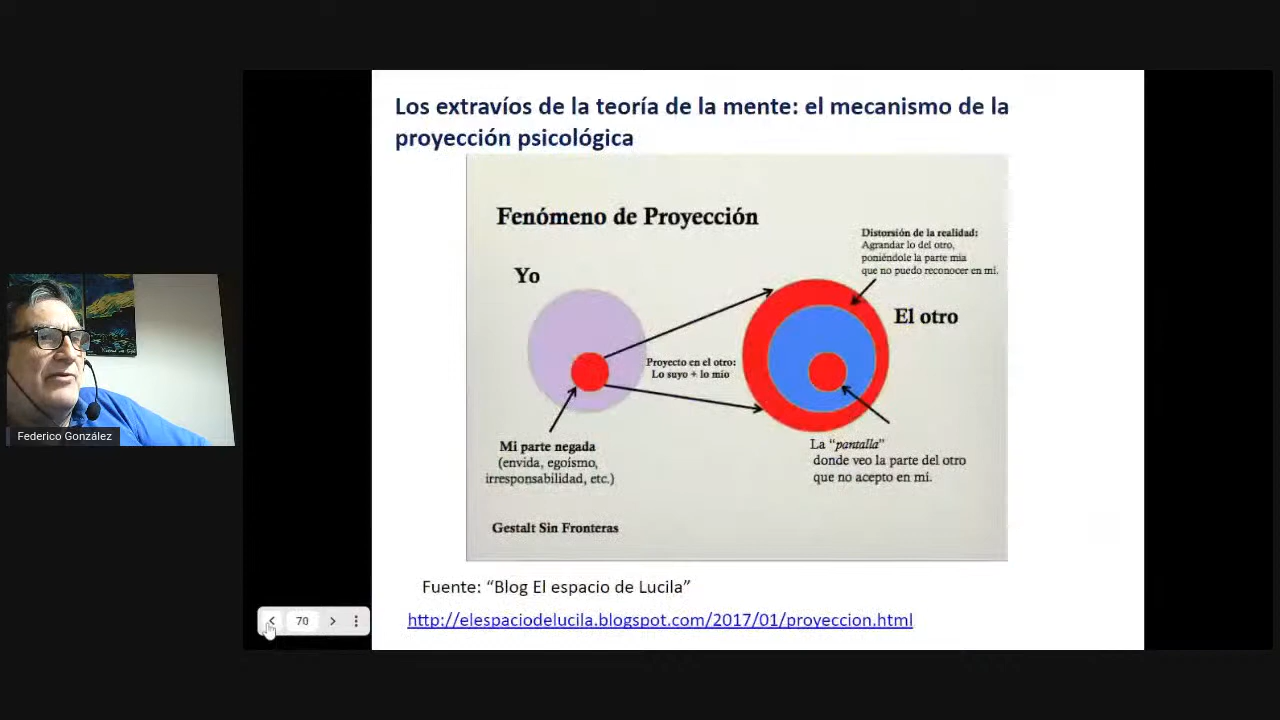 Los extravíos de la teoría de la mente: el mecanismo de la
proyección psicológica
Fenómeno de Proyección
Distorsión de la realidad:
Agrandar lo del otro,
poniéndole la parte mia
que no puedo reconocer en mí.
Yo
El otro
Proyecto en el otro:
Lo suyo + lo mio
Mi parte negada
(envida, egoísmo,
irresponsabilidad, etc.)
La “pantalla”
donde veo la parte del otro
que no acepto en mí.
Gestalt Sin Fronteras
Fuente: “Blog El espacio de Lucila”
http://elespaciodelucila.blogspot.com/2017/01/proyeccion.html
Federico González
70